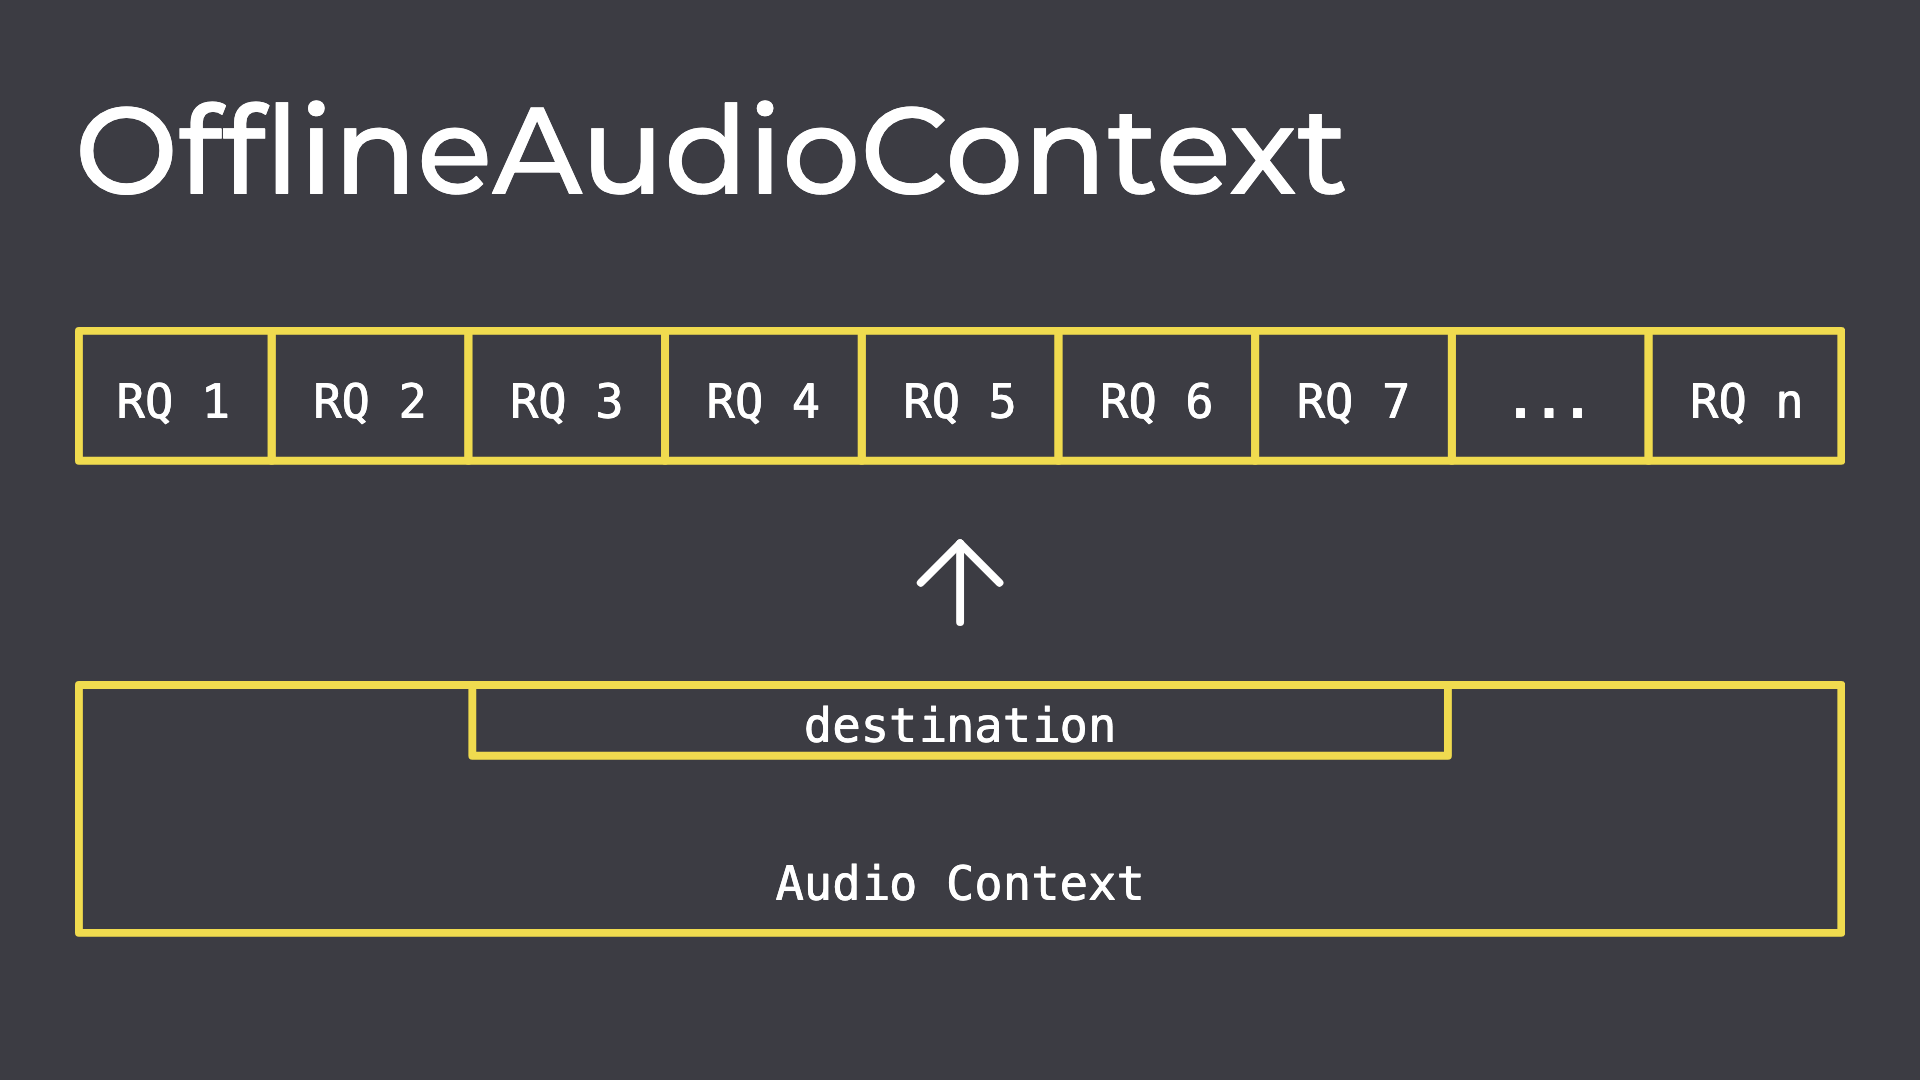 OfflineAudioContext
RQ 1 RQ 2 RQ 3 RQ 4 RQ 5 RQ 6 RQ 7 ... RQ n
destination
Audio Context